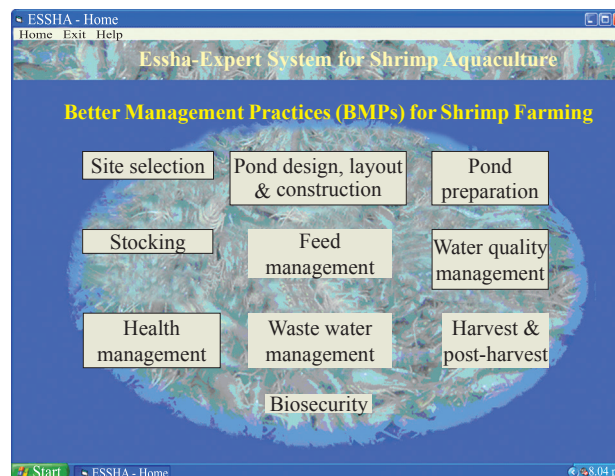 ESSHA - Home
Home Exit Help
Essha-Expert System for Shrimp Aquaculture
Better Management Practices (BMPs) for Shrimp Farming
Site selection
Pond design, layout
& construction
Pond
preparation
Stocking
Feed
management
Water quality
management
Health
management
Waste water
management
Harvest &
post-harvest
Biosecurity
Start
ESSHA - Home
8.04